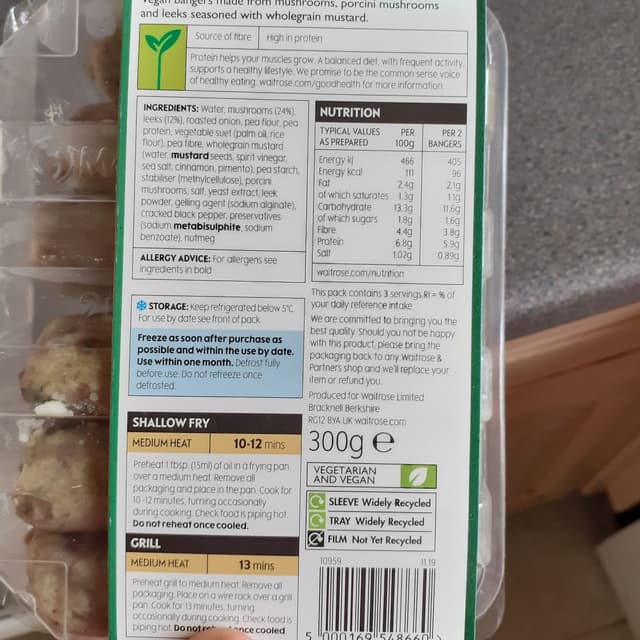 vegan bangers made from mushrooms, porcini mushrooms
and leeks seasoned with wholegrain mustard.
Source of fibre High in protein
Protein helps your muscles grow. A balanced diet, with frequent activity,
supports a healthy lifestyle. We promise to be the common sense voice
of healthy eating. waitrose.com/goodhealth for more information.
INGREDIENTS: Water, mushrooms (24%),
leeks (12%), roasted onion, pea flour, pea
protein, vegetable suet (palm oil, rice
flour), pea fibre, wholegrain mustard
(water, mustard seeds, spirit vinegar,
sea salt, cinnamon, pimento), pea starch,
stabiliser (methylcellulose), porcini
mushrooms, salt, yeast extract, leek
powder, gelling agent (sodium alginate),
cracked black pepper, preservatives
(sodium metabisulphite, sodium
benzoate), nutmeg
ALLERGY ADVICE: For allergens see
ingredients in bold
STORAGE: Keep refrigerated below 5°C
For use by date see front of pack.
Freeze as soon after purchase as
possible and within the use by date.
Use within one month. Defrost fully
before use. Do not refreeze once
defrosted.
SHALLOW FRY
MEDIUM HEAT 10-12 mins
Preheat 1 tbsp. (15ml) of oil in a frying pan
over a medium heat. Remove all
packaging and place in the pan. Cook for
10-12 minutes, turning occasionally
during cooking. Check food is piping hot.
Do not reheat once cooled.
GRILL
MEDIUM HEAT 13 mins
Preheat grill to medium heat. Remove all
packaging. Place on a wire rack over a grill
pan. Cook for 13 minutes, turning
occasionally during cooking. Check food is
piping hot. Do not once cooled.
NUTRITION
TYPICAL VALUES PER PER 2
AS PREPARED 100g BANGERS
Energy kJ 466 405
Energy kcal 111 96
Fat 2.4g 2.1g
of which saturates 1.3g 1.1g
Carbohydrate 13.3g 11.6g
of which sugars 1.8g 1.6g
Fibre 4.4g 3.8g
Protein 6.8g 5.9g
Salt 1.02g 0.89g
waitrose.com/nutrition
This pack contains 3 servings. RI = % of
your daily reference intake
We are committed to bringing you the
best quality. Should you not be happy
with this product, please bring the
packaging back to any Waitrose &
Partners shop and we'll replace your
item or refund you.
Produced for Waitrose Limited
Bracknell Berkshire
RG12 8YA UK waitrose.com
300g e
VEGETARIAN
AND VEGAN
SLEEVE Widely Recycled
TRAY Widely Recycled
FILM Not Yet Recycled
10959 11.19
5 000169 548660